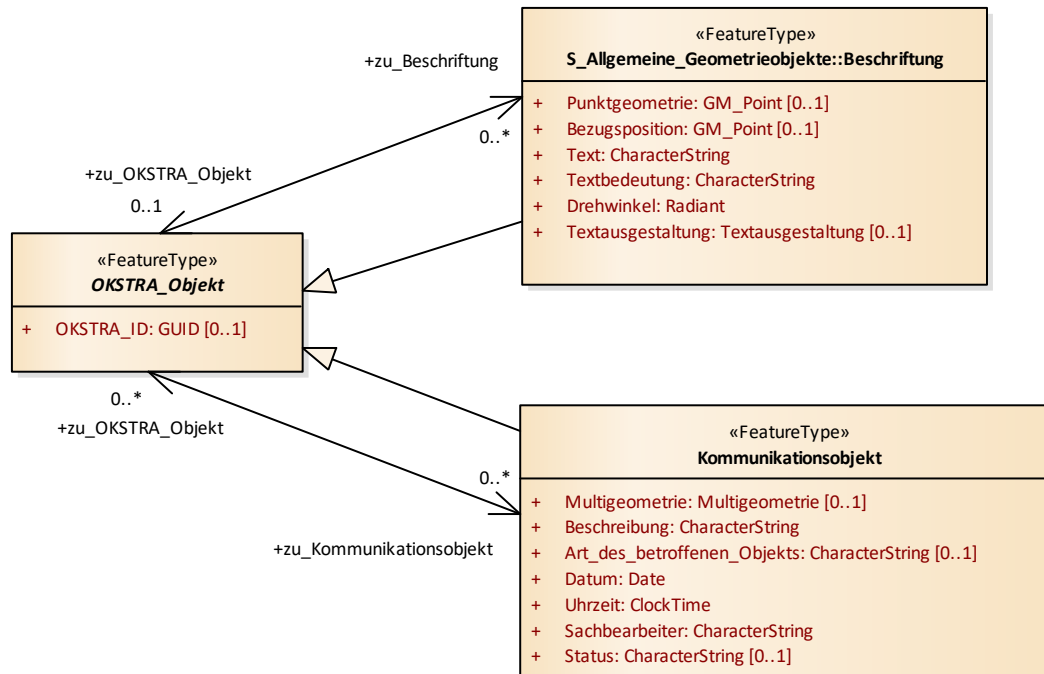 «FeatureType»
S_Allgemeine_Geometrieobjekte::Beschriftung
+ Punktgeometrie: GM_Point [0..1]
+ Bezugsposition: GM_Point [0..1]
+ Text: CharacterString
+ Textbedeutung: CharacterString
+ Drehwinkel: Radiant
+ Textausgestaltung: Textausgestaltung [0..1]
+zu_Beschriftung
0..*
+zu_OKSTRA_Objekt
0..1
«FeatureType»
OKSTRA_Objekt
+ OKSTRA_ID: GUID [0..1]
0..*
+zu_OKSTRA_Objekt
0..*
+zu_Kommunikationsobjekt
«FeatureType»
Kommunikationsobjekt
+ Multigeometrie: Multigeometrie [0..1]
+ Beschreibung: CharacterString
+ Art_des_betroffenen_Objekts: CharacterString [0..1]
+ Datum: Date
+ Uhrzeit: ClockTime
+ Sachbearbeiter: CharacterString
+ Status: CharacterString [0..1]